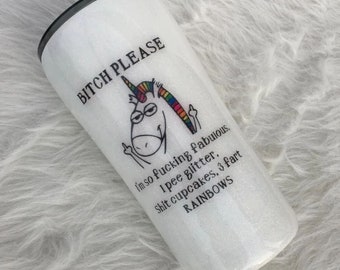 BITCH PLEASE
I'm so fucking fabulous,
I pee glitter,
Shit cupcakes, & fart
RAINBOWS